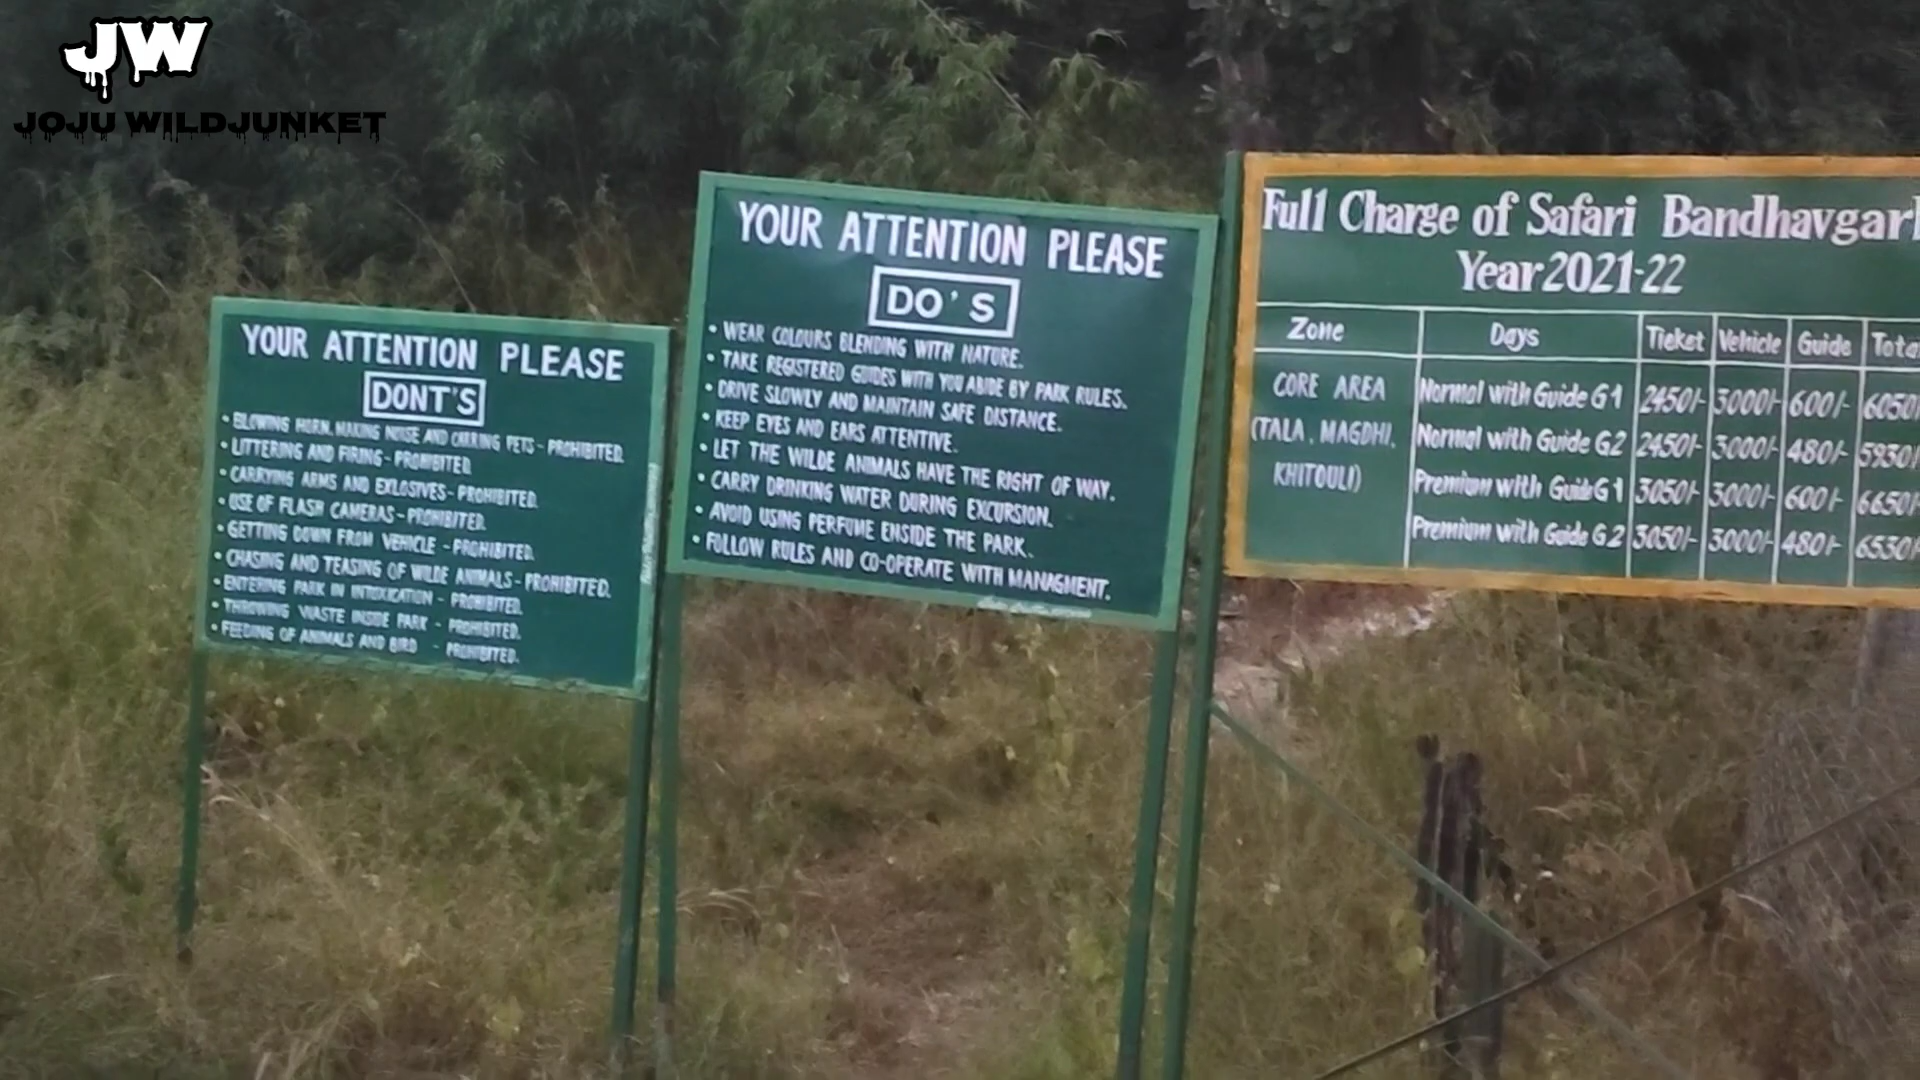 JW
JOJU WILDJUNKET
YOUR ATTENTION PLEASE
DONT'S
• BLOWING HORN, MAKING NOISE AND CARRING PETS - PROHIBITED.
• LITTERING AND FIRING - PROHIBITED
• CARRYING ARMS AND EXLOSIVES - PROHIBITED.
• USE OF FLASH CAMERAS - PROHIBITED.
• GETTING DOWN FROM VEHICLE - PROHIBITED.
• CHASING AND TEASING OF WILDE ANIMALS - PROHIBITED.
• ENTERING PARK IN INTOXICATION - PROHIBITED.
• THROWING WASTE INSIDE PARK - PROHIBITED.
• FEEDING OF ANIMALS AND BIRD - PROHIBITED.
YOUR ATTENTION PLEASE
DO'S
• WEAR COLOURS BLENDING WITH NATURE.
• TAKE REGISTERED GUIDES WITH YOU ABIDE BY PARK RULES.
• DRIVE SLOWLY AND MAINTAIN SAFE DISTANCE.
• KEEP EYES AND EARS ATTENTIVE.
• LET THE WILDE ANIMALS HAVE THE RIGHT OF WAY.
• CARRY DRINKING WATER DURING EXCURSION.
• AVOID USING PERFUME ENSIDE THE PARK.
• FOLLOW RULES AND CO-OPERATE WITH MANAGMENT.
Full Charge of Safari Bandhavgar
Year 2021-22
Zone Days Ticket Vehicle Guide Tota
CORE AREA Normal with Guide G1 2450/- 3000/- 600/- 6050/
(TALA, MAGDHI, Normal with Guide G2 2450/- 3000/- 480/- 5930/
KHITOULI) Premium with Guide G1 3050/- 3000/- 600/- 6650/
Premium with Guide G2 3050/- 3000/- 480/- 6530/